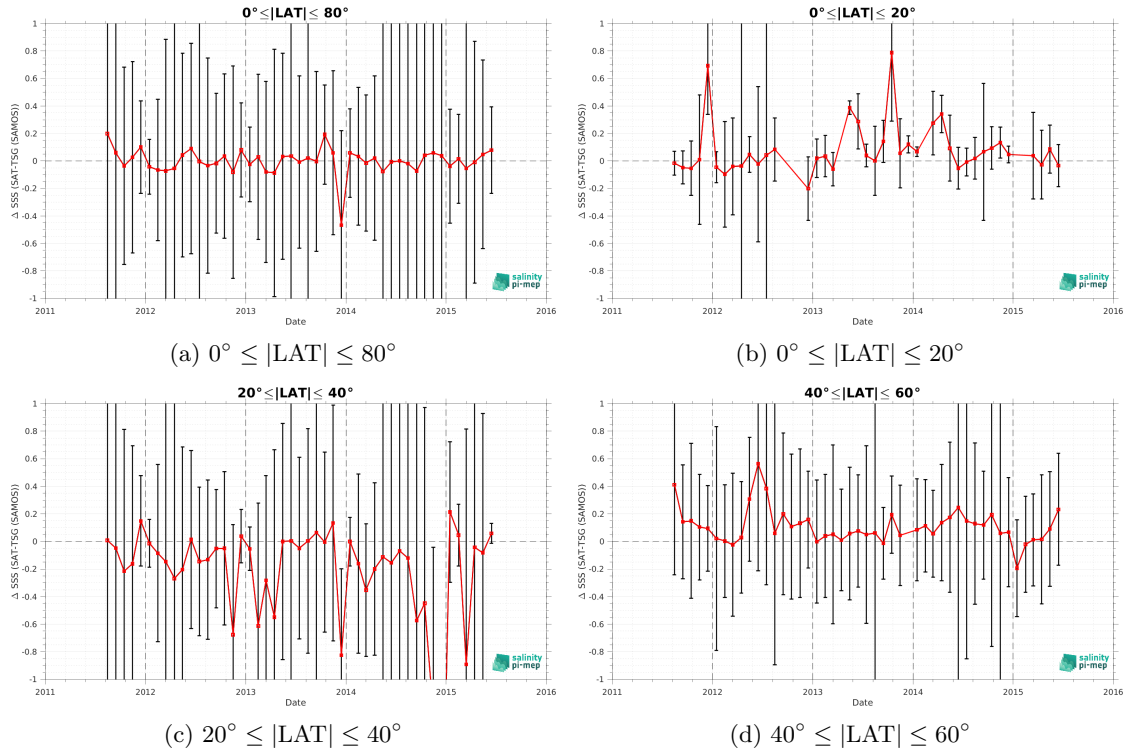 0°≤|LAT|≤ 80°
Δ SSS (SAT-TSG (SAMOS))
1
0.8
0.6
0.4
0.2
0
-0.2
-0.4
-0.6
-0.8
-1
2011 2012 2013 2014 2015 2016
Date
salinity
pi-mep
(a) 0° ≤ |LAT| ≤ 80°
0°≤|LAT|≤ 20°
Δ SSS (SAT-TSG (SAMOS))
1
0.8
0.6
0.4
0.2
0
-0.2
-0.4
-0.6
-0.8
-1
2011 2012 2013 2014 2015 2016
Date
salinity
pi-mep
(b) 0° ≤ |LAT| ≤ 20°
20°≤|LAT|≤ 40°
Δ SSS (SAT-TSG (SAMOS))
1
0.8
0.6
0.4
0.2
0
-0.2
-0.4
-0.6
-0.8
-1
2011 2012 2013 2014 2015 2016
Date
salinity
pi-mep
(c) 20° ≤ |LAT| ≤ 40°
40°≤|LAT|≤ 60°
Δ SSS (SAT-TSG (SAMOS))
1
0.8
0.6
0.4
0.2
0
-0.2
-0.4
-0.6
-0.8
-1
2011 2012 2013 2014 2015 2016
Date
salinity
pi-mep
(d) 40° ≤ |LAT| ≤ 60°